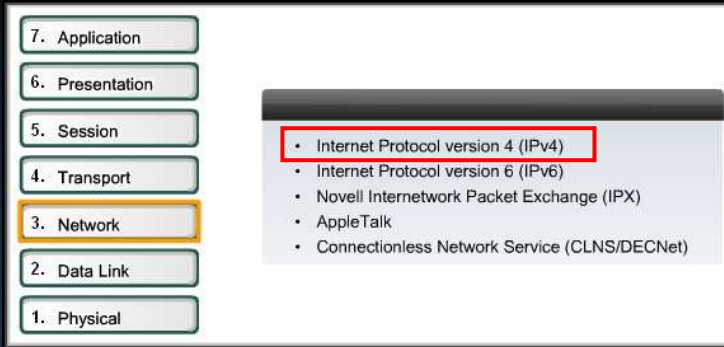 7. Application
6. Presentation
5. Session
4. Transport
3. Network
2. Data Link
1. Physical
• Internet Protocol version 4 (IPv4)
• Internet Protocol version 6 (IPv6)
• Novell Internetwork Packet Exchange (IPX)
• AppleTalk
• Connectionless Network Service (CLNS/DECNet)